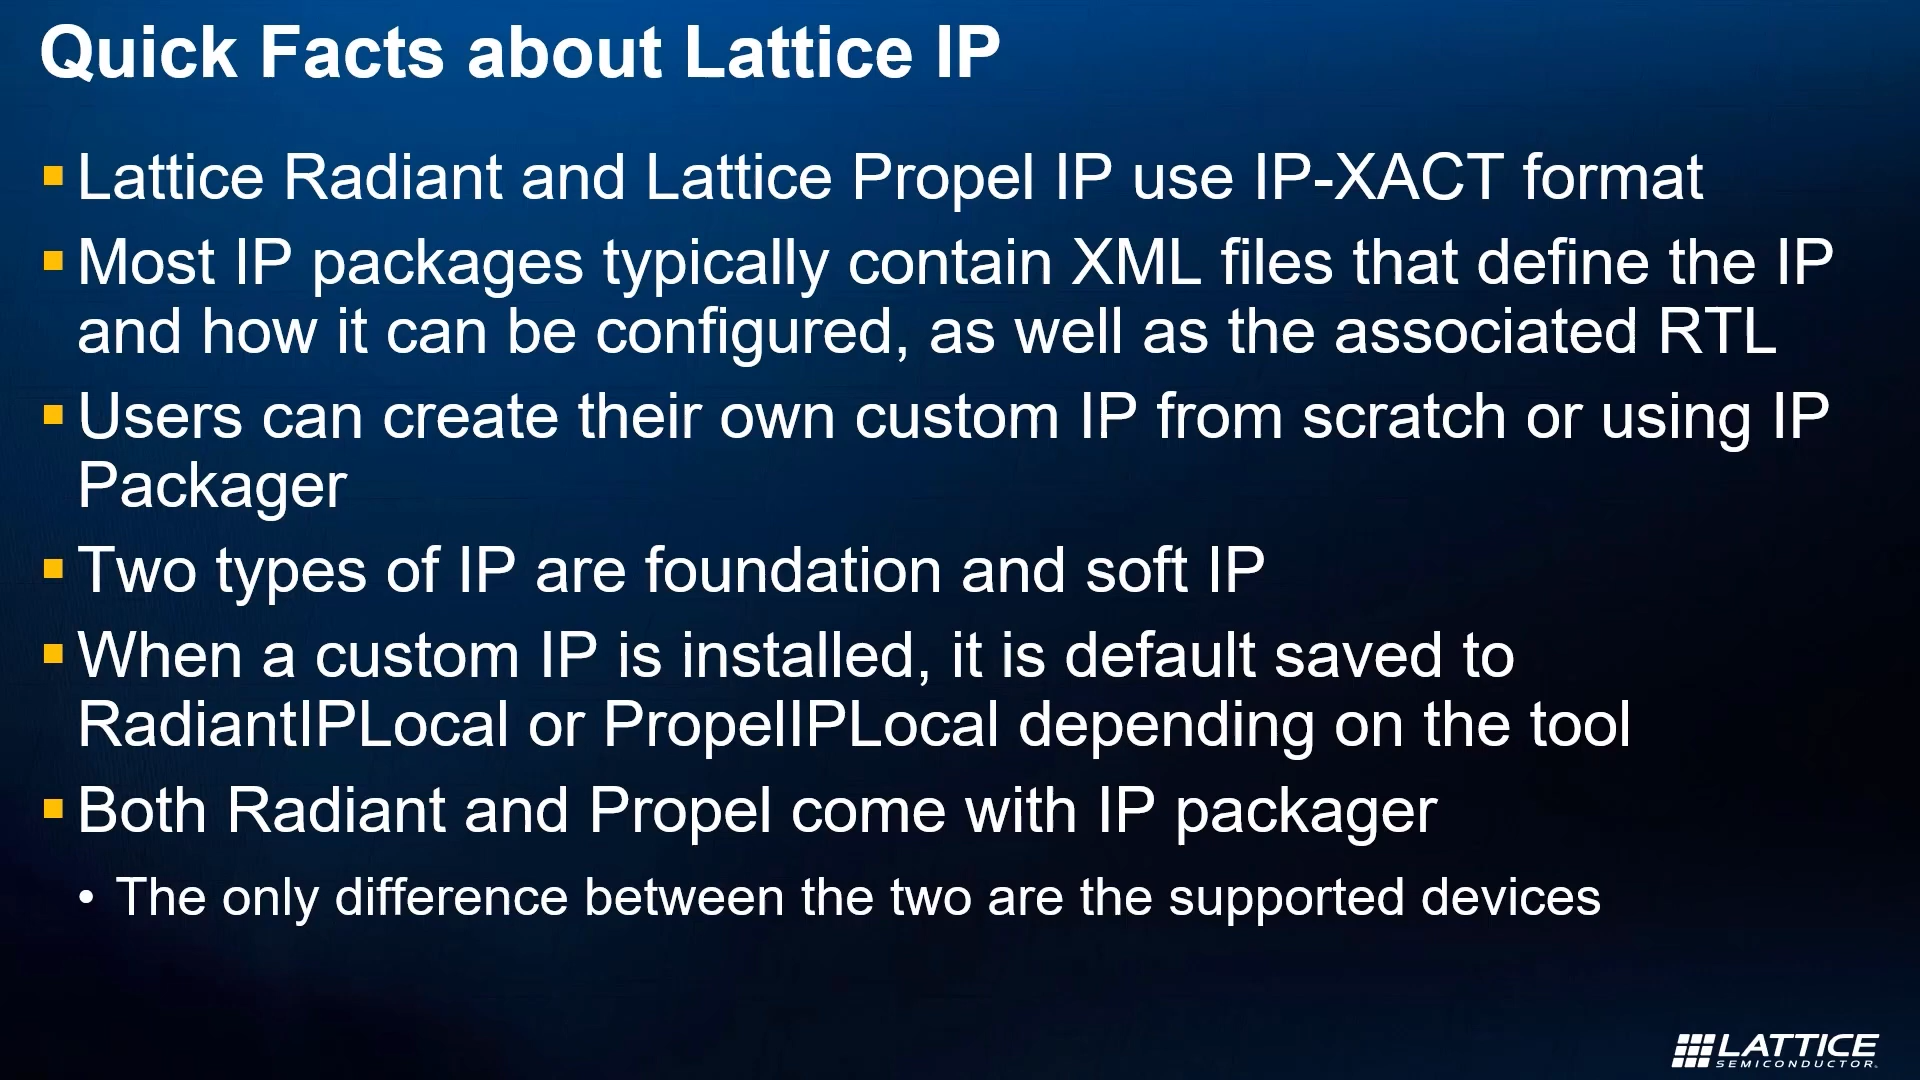 Quick Facts about Lattice IP
▪ Lattice Radiant and Lattice Propel IP use IP-XACT format
▪ Most IP packages typically contain XML files that define the IP
and how it can be configured, as well as the associated RTL
▪ Users can create their own custom IP from scratch or using IP
Packager
▪ Two types of IP are foundation and soft IP
▪ When a custom IP is installed, it is default saved to
RadiantIPLocal or PropelIPLocal depending on the tool
▪ Both Radiant and Propel come with IP packager
• The only difference between the two are the supported devices
LATTICE
SEMICONDUCTOR